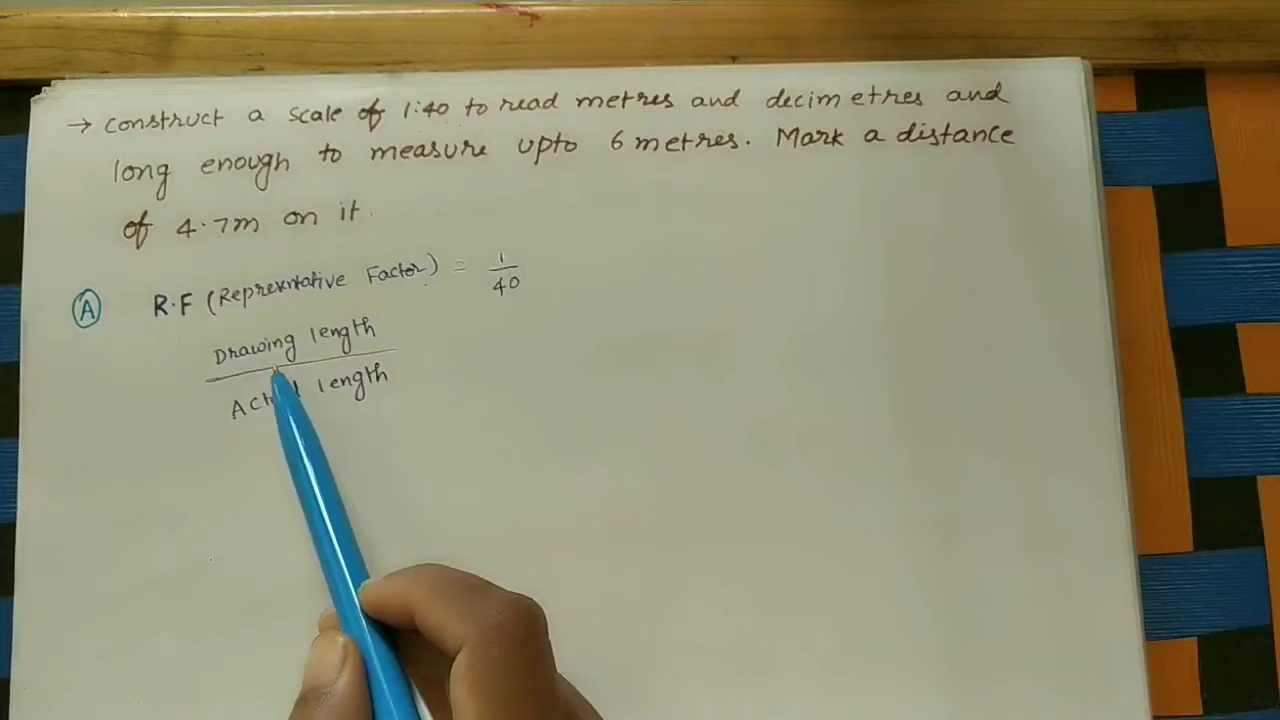 → construct a scale of 1:40 to read metres and decimetres and
long enough to measure upto 6 metres. Mark a distance
of 4.7m on it.
A R.F (Representative Factor) = 1/40
Drawing length
length